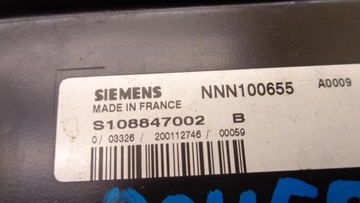 SIEMENS NNN100655 A0009
MADE IN FRANCE
S108847002 B
0/ 03326 / 200112746 / 00059